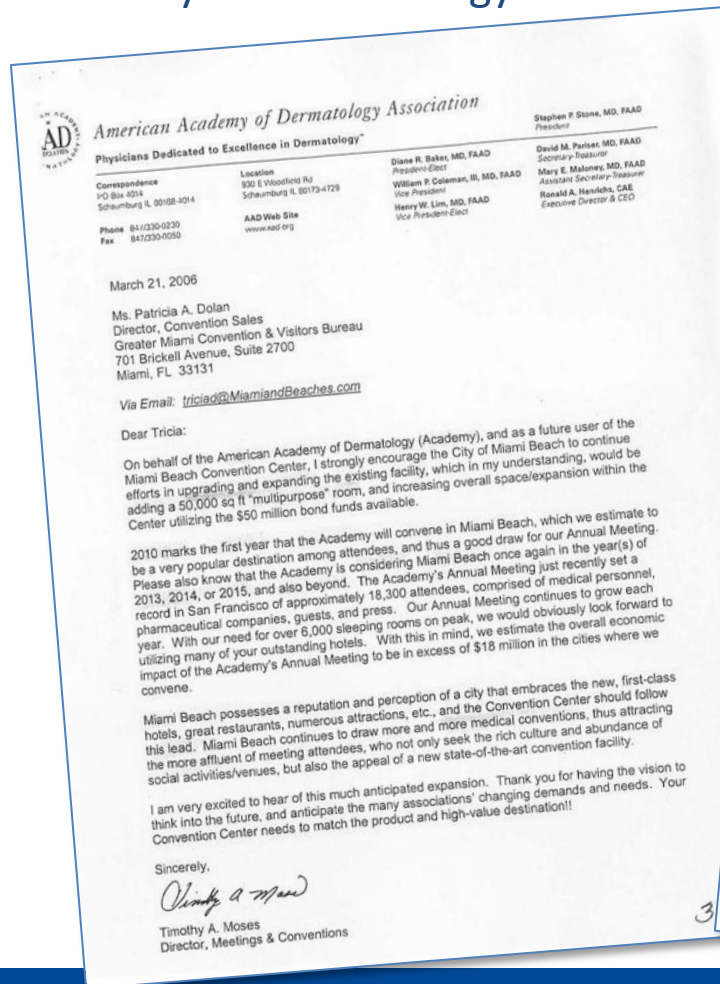 AD
American Academy of Dermatology Association
Physicians Dedicated to Excellence in Dermatology™
Stephen P. Stone, MD, FAAD
President
Correspondence
PO Box 4014
Schaumburg IL 60168-4014
Phone 847/330-0230
Fax 847/330-0050
Location
930 E Woodfield Rd
Schaumburg IL 60173-4729
AAD Web Site
www.aad.org
Diane R. Baker, MD, FAAD
President-Elect
William P. Coleman, III, MD, FAAD
Vice President
Henry W. Lim, MD, FAAD
Vice President-Elect
David M. Pariser, MD, FAAD
Secretary-Treasurer
Mary E. Maloney, MD, FAAD
Assistant Secretary-Treasurer
Ronald A. Henrichs, CAE
Executive Director & CEO
March 21, 2006
Ms. Patricia A. Dolan
Director, Convention Sales
Greater Miami Convention & Visitors Bureau
701 Brickell Avenue, Suite 2700
Miami, FL 33131
Via Email: triciad@MiamiandBeaches.com
Dear Tricia:
On behalf of the American Academy of Dermatology (Academy), and as a future user of the
Miami Beach Convention Center, I strongly encourage the City of Miami Beach to continue
efforts in upgrading and expanding the existing facility, which in my understanding, would be
adding a 50,000 sq ft "multipurpose" room, and increasing overall space/expansion within the
Center utilizing the $50 million bond funds available.
2010 marks the first year that the Academy will convene in Miami Beach, which we estimate to
be a very popular destination among attendees, and thus a good draw for our Annual Meeting.
Please also know that the Academy is considering Miami Beach once again in the year(s) of
2013, 2014, or 2015, and also beyond. The Academy's Annual Meeting just recently set a
record in San Francisco of approximately 18,300 attendees, comprised of medical personnel,
pharmaceutical companies, guests, and press. Our Annual Meeting continues to grow each
year. With our need for over 6,000 sleeping rooms on peak, we would obviously look forward to
utilizing many of your outstanding hotels. With this in mind, we estimate the overall economic
impact of the Academy's Annual Meeting to be in excess of $18 million in the cities where we
convene.
Miami Beach possesses a reputation and perception of a city that embraces the new, first-class
hotels, great restaurants, numerous attractions, etc., and the Convention Center should follow
this lead. Miami Beach continues to draw more and more medical conventions, thus attracting
the more affluent of meeting attendees, who not only seek the rich culture and abundance of
social activities/venues, but also the appeal of a new state-of-the-art convention facility.
I am very excited to hear of this much anticipated expansion. Thank you for having the vision to
think into the future, and anticipate the many associations' changing demands and needs. Your
Convention Center needs to match the product and high-value destination!!
Sincerely,
Timothy A. Moses
Director, Meetings & Conventions
3